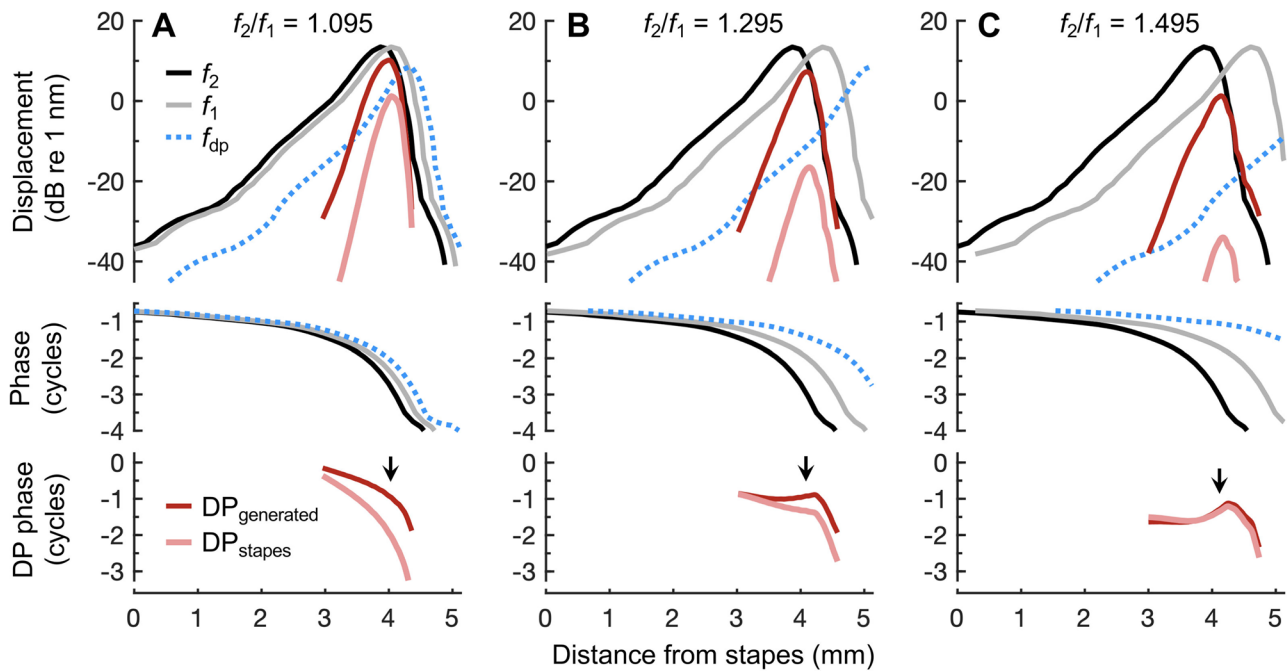 A f2/f1 = 1.095
B f2/f1 = 1.295
C f2/f1 = 1.495
Displacement
(dB re 1 nm)
20
0
-20
-40
f2
f1
fdp
Phase
(cycles)
-1
-2
-3
-4
-1
-2
-3
-4
-1
-2
-3
-4
DP phase
(cycles)
0
-1
-2
-3
DPgenerated
DPstapes
0
-1
-2
-3
0
-1
-2
-3
0 1 2 3 4 5
0 1 2 3 4 5
0 1 2 3 4 5
Distance from stapes (mm)
20
0
-20
-40
20
0
-20
-40